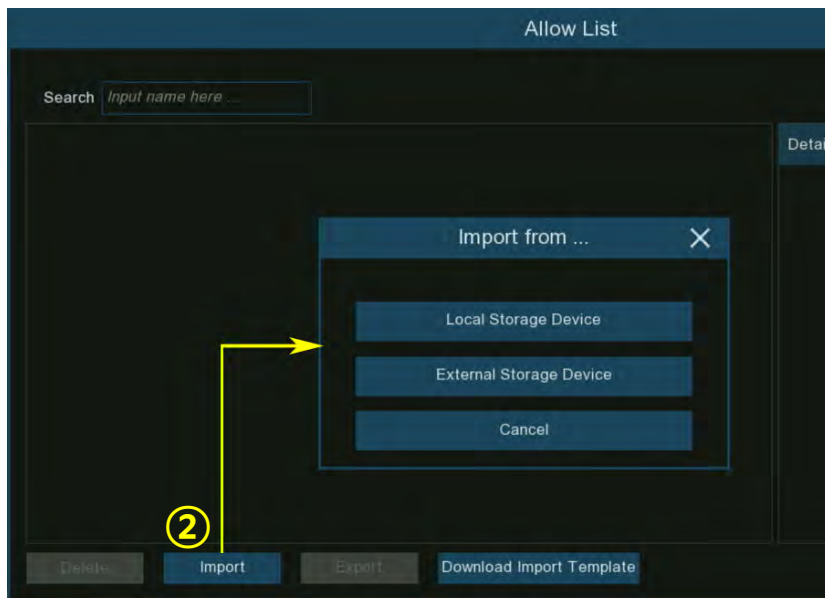 Allow List
Search Input name here ...
Detai
Import from ...
Local Storage Device
External Storage Device
Cancel
②
Delete Import Export Download Import Template